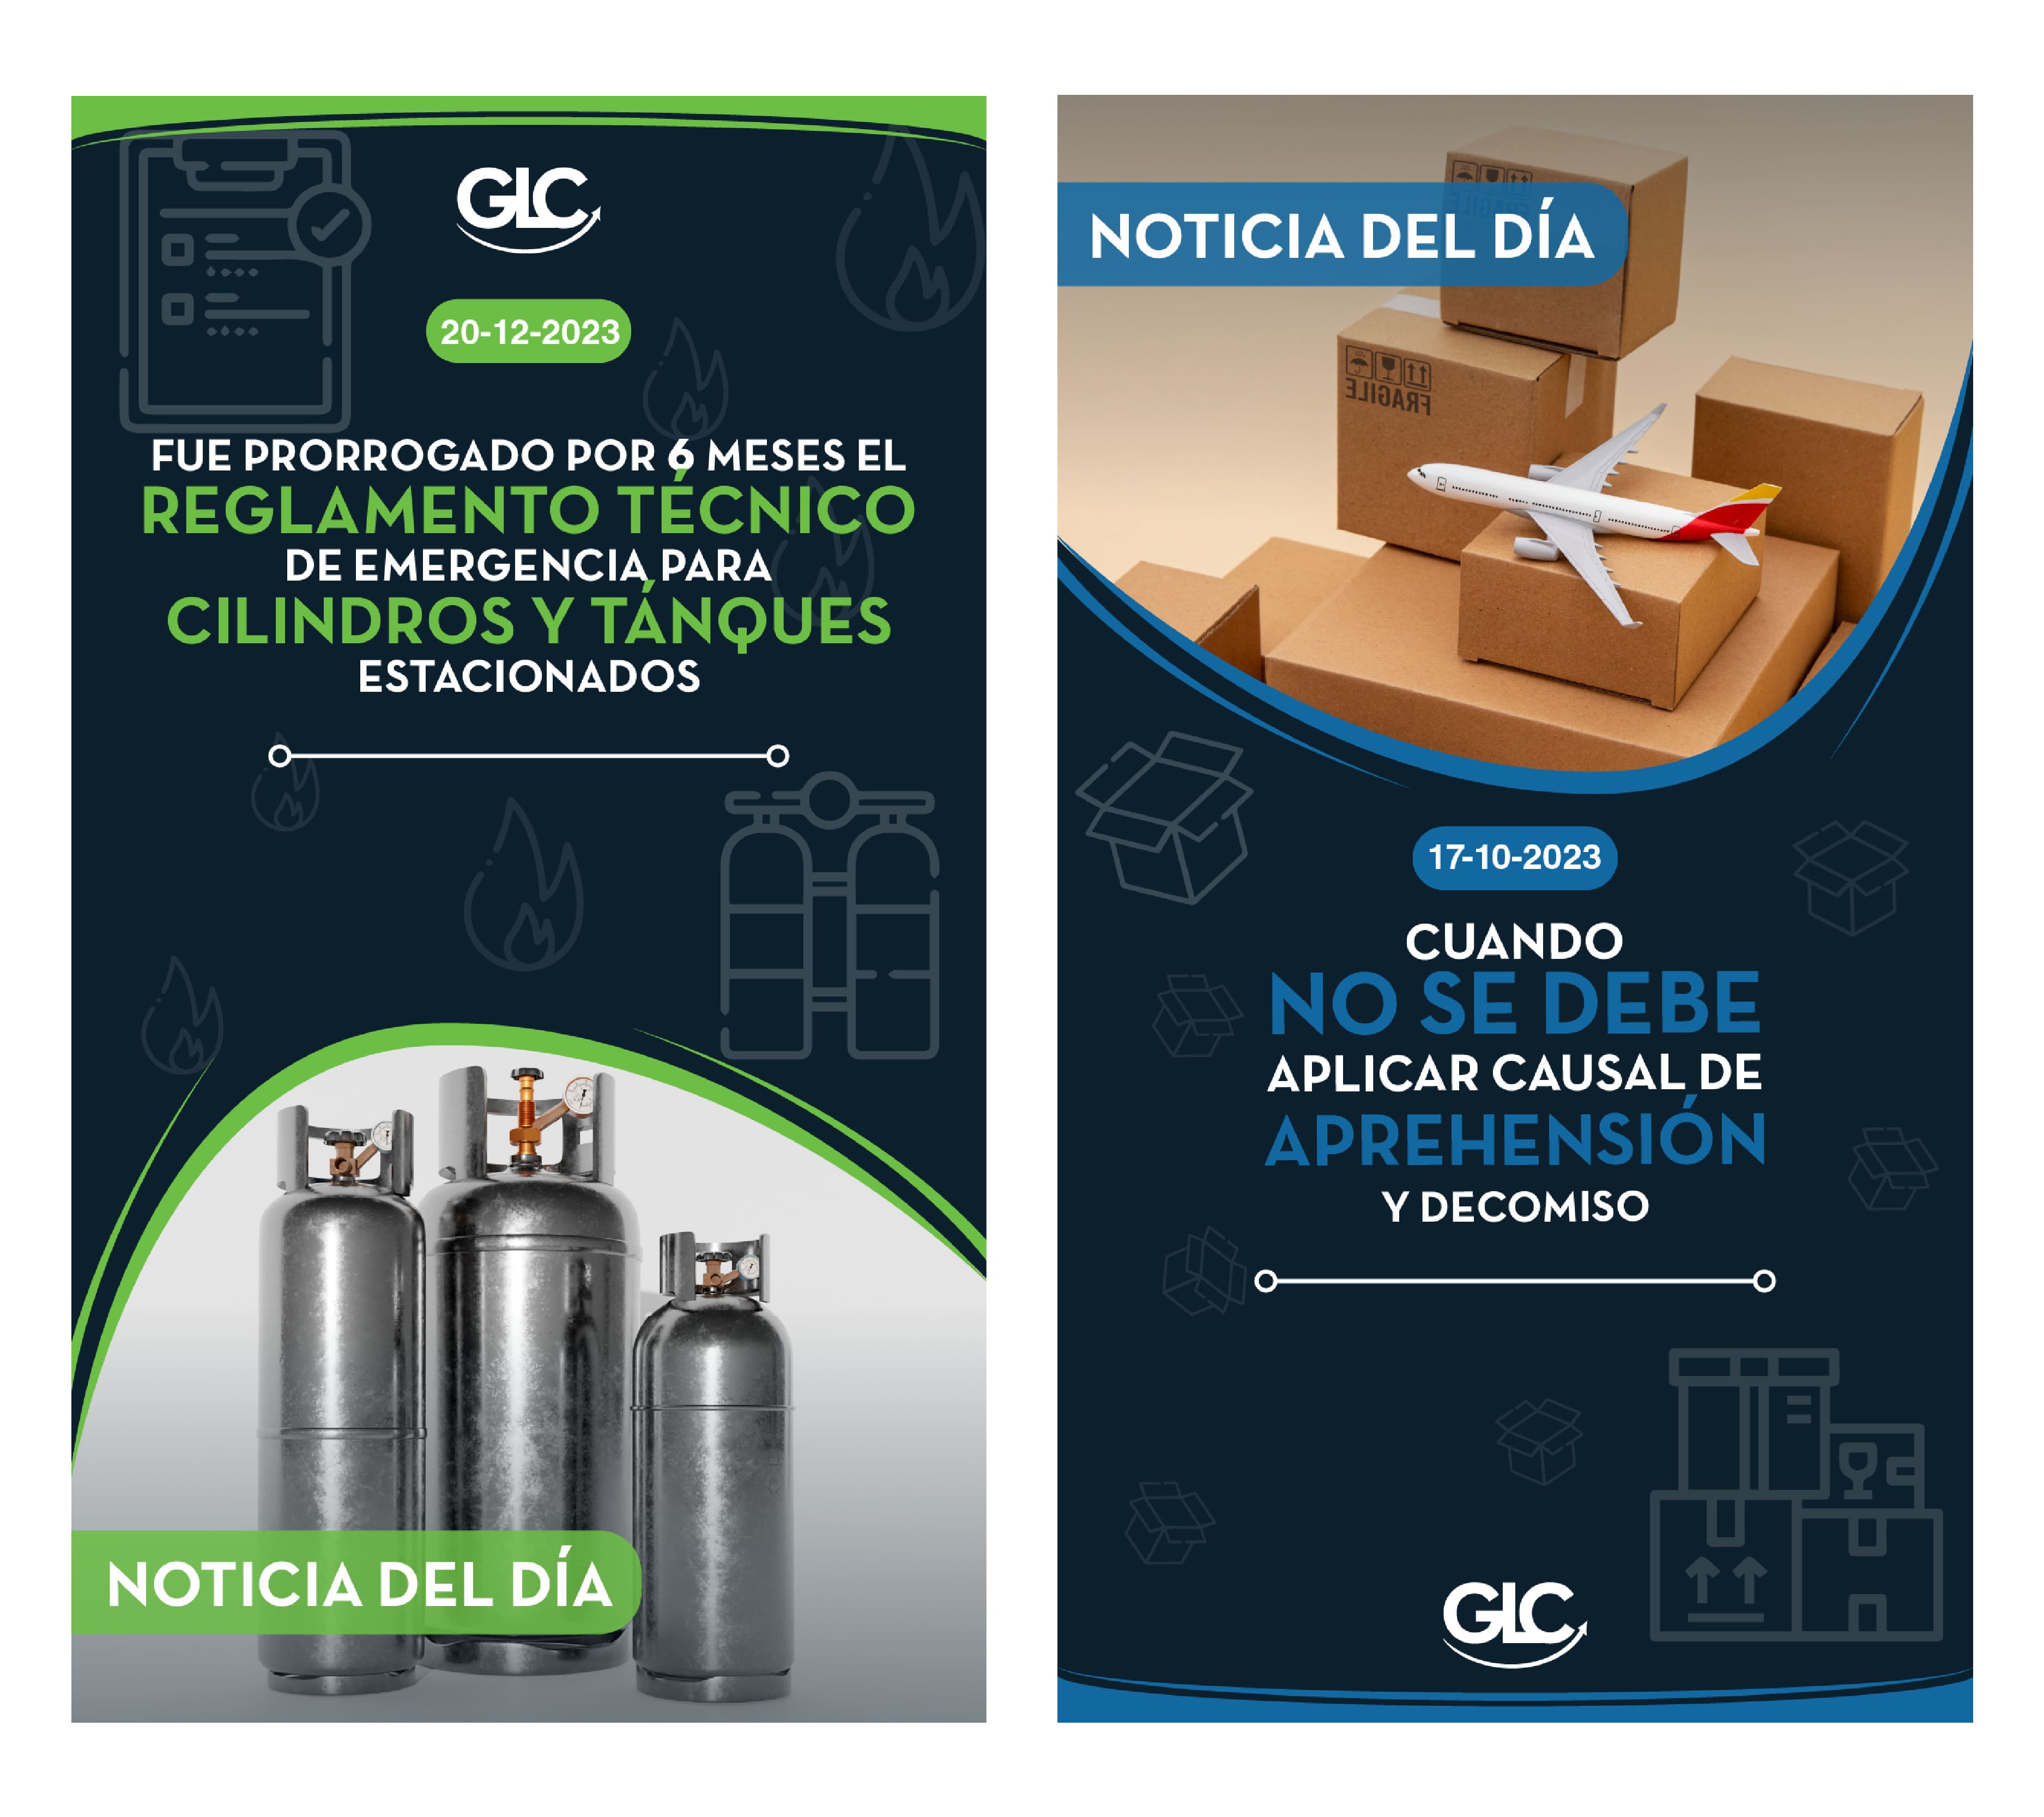 GLC
20-12-2023
FUE PRORROGADO POR 6 MESES EL
REGLAMENTO TÉCNICO
DE EMERGENCIA PARA
CILINDROS Y TÁNQUES
ESTACIONADOS
NOTICIA DEL DÍA
NOTICIA DEL DÍA
FRAGILE
FRAGILE
17-10-2023
CUANDO
NO SE DEBE
APLICAR CAUSAL DE
APREHENSIÓN
Y DECOMISO
GLC